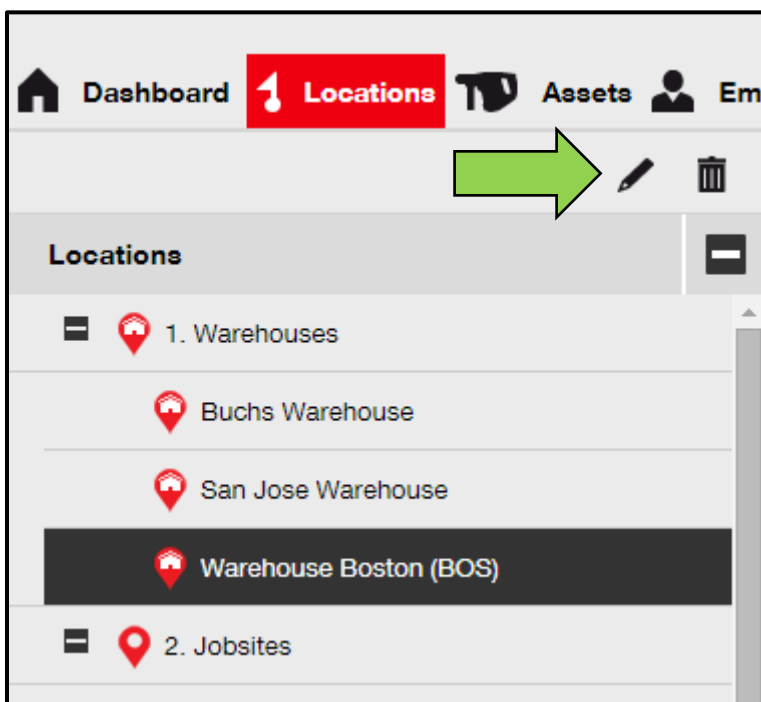 Dashboard Locations Assets Em
Locations
1. Warehouses
Buchs Warehouse
San Jose Warehouse
Warehouse Boston (BOS)
2. Jobsites